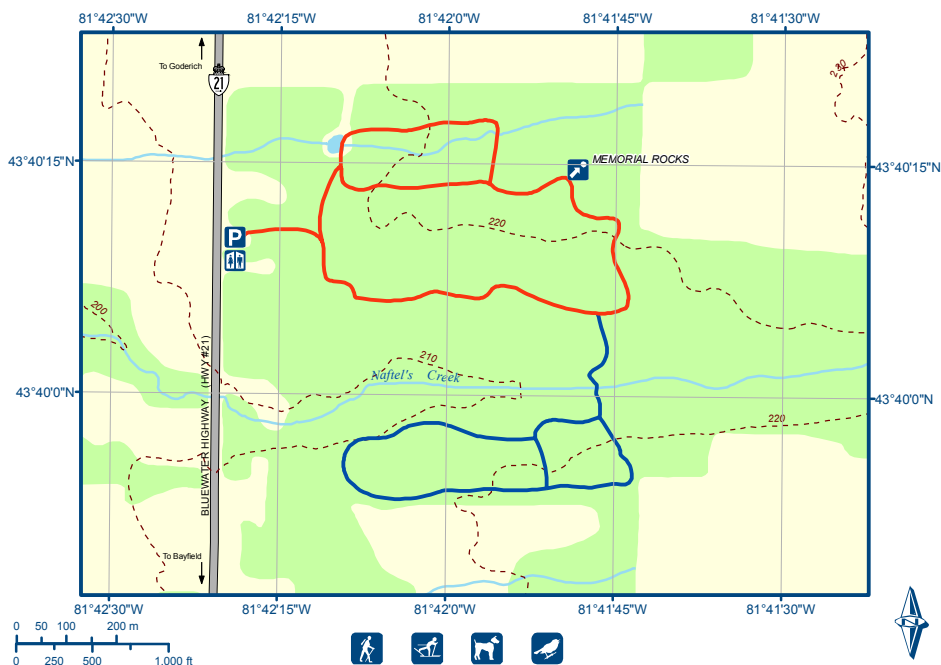 81°42'30"W 81°42'15"W 81°42'0"W 81°41'45"W 81°41'30"W
To Goderich
21
230
43°40'15"N
MEMORIAL ROCKS
43°40'15"N
220
P
200
BLUEWATER HIGHWAY (HWY #21)
210
Naftel's Creek
43°40'0"N
43°40'0"N
220
To Bayfield
81°42'30"W 81°42'15"W 81°42'0"W 81°41'45"W 81°41'30"W
0 50 100 200 m
0 250 500 1,000 ft
N